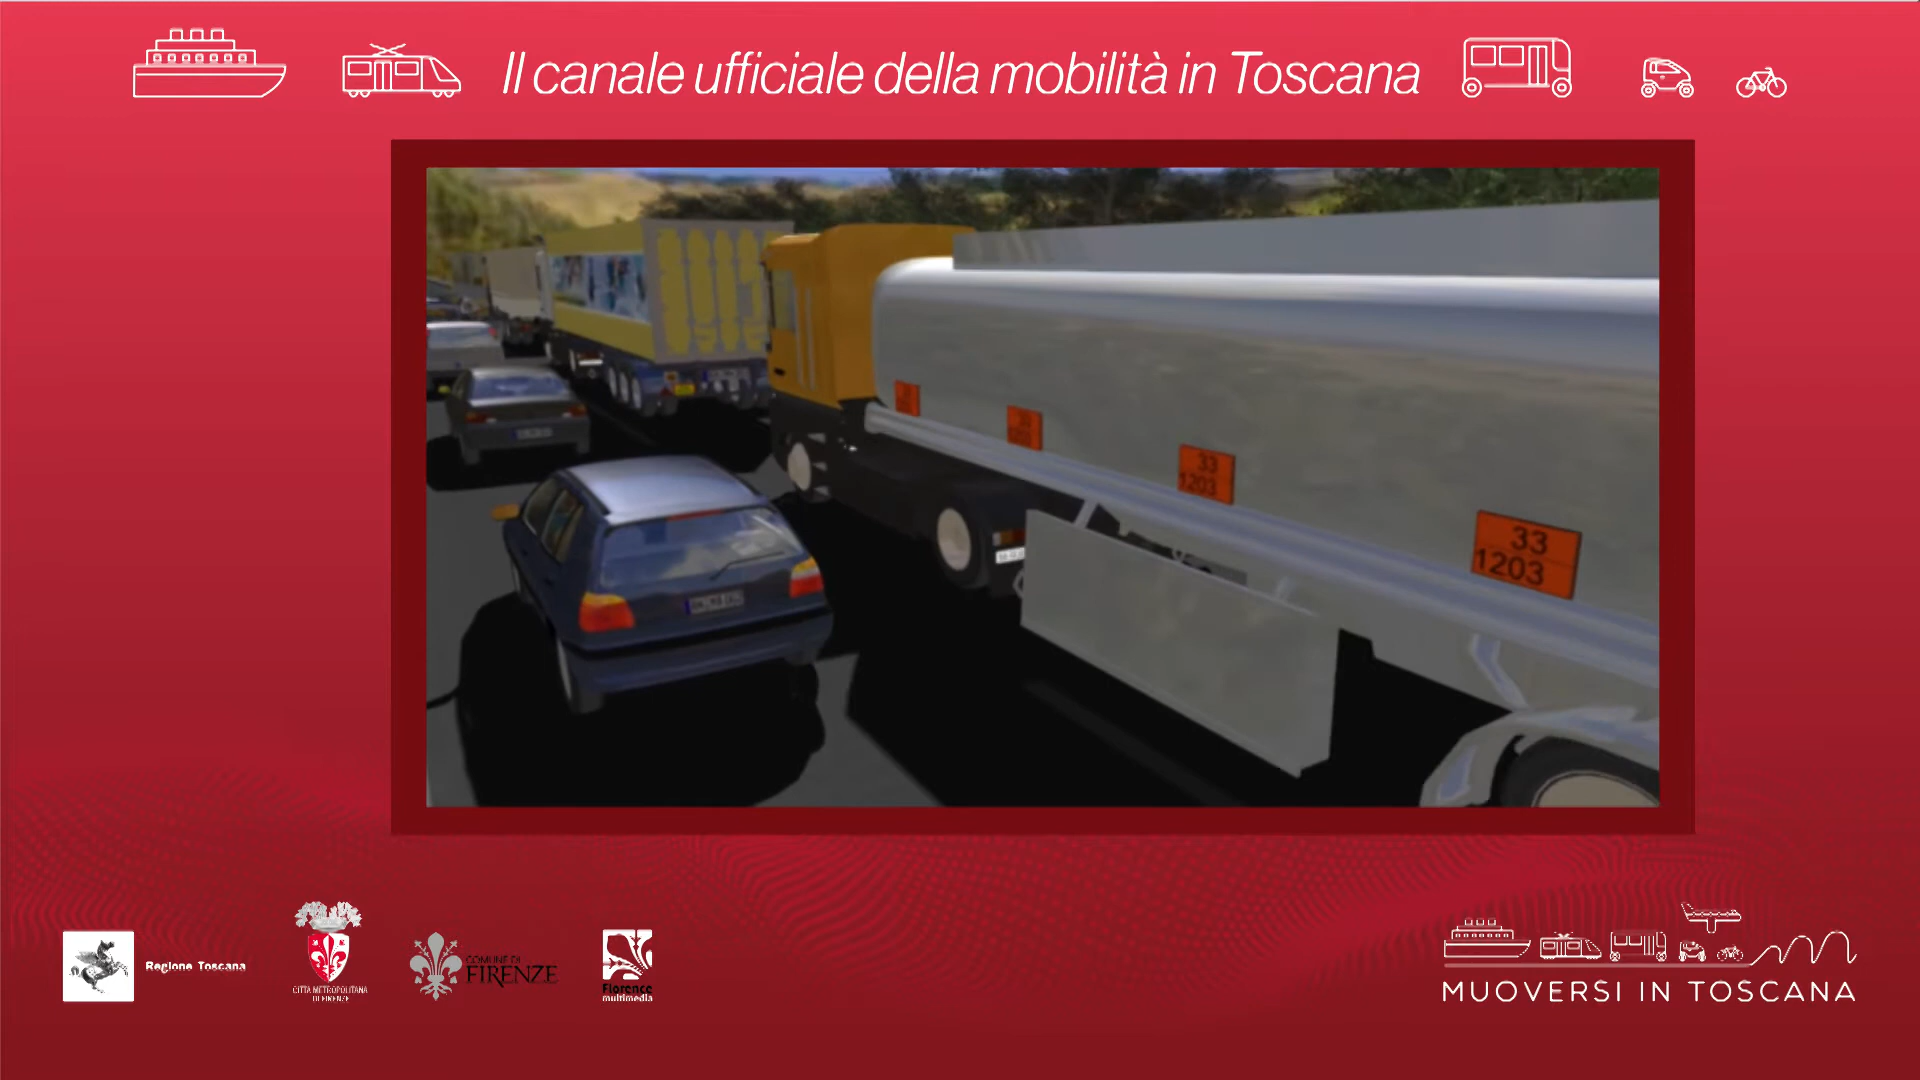 Il canale ufficiale della mobilità in Toscana
33
1203
33
1203
Regione Toscana
CITTÀ METROPOLITANA
DI FIRENZE
COMUNE DI
FIRENZE
Florence
multimedia
MUOVERSI IN TOSCANA